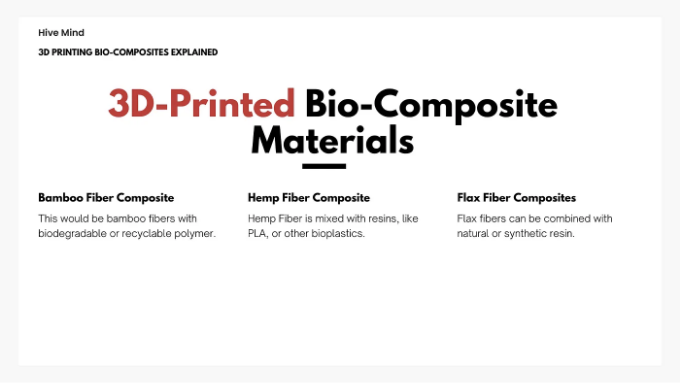 Hive Mind
3D PRINTING BIO-COMPOSITES EXPLAINED
3D-Printed Bio-Composite
Materials
Bamboo Fiber Composite
This would be bamboo fibers with
biodegradable or recyclable polymer.
Hemp Fiber Composite
Hemp Fiber is mixed with resins, like
PLA, or other bioplastics.
Flax Fiber Composites
Flax fibers can be combined with
natural or synthetic resin.